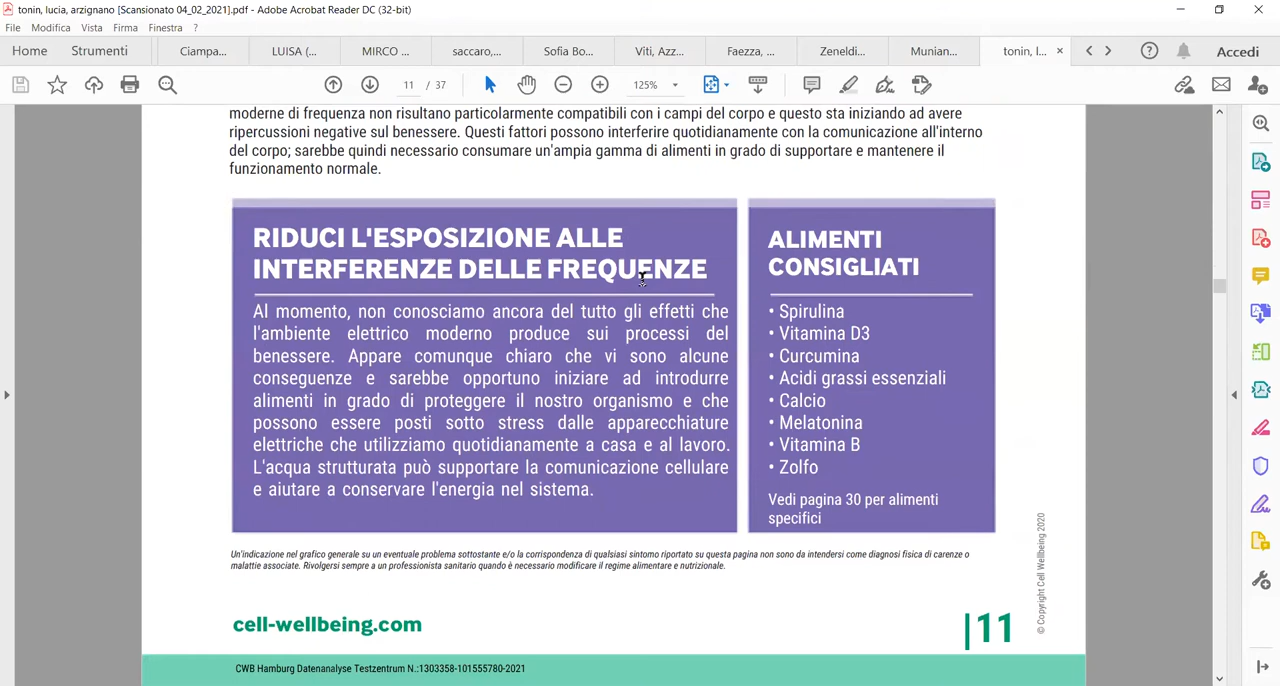 tonin, lucia, arzignano [Scansionato 04_02_2021].pdf - Adobe Acrobat Reader DC (32-bit)
File Modifica Vista Firma Finestra ?
Home Strumenti Ciampa... LUISA (... MIRCO ... saccaro,... Sofia Bo... Viti, Azz... Faezza, ... Zeneldi... Munian... tonin, l... × Accedi
11 / 37 125%
moderne di frequenza non risultano particolarmente compatibili con i campi del corpo e questo sta iniziando ad avere
ripercussioni negative sul benessere. Questi fattori possono interferire quotidianamente con la comunicazione all'interno
del corpo; sarebbe quindi necessario consumare un'ampia gamma di alimenti in grado di supportare e mantenere il
funzionamento normale.
RIDUCI L'ESPOSIZIONE ALLE
INTERFERENZE DELLE FREQUENZE
Al momento, non conosciamo ancora del tutto gli effetti che
l'ambiente elettrico moderno produce sui processi del
benessere. Appare comunque chiaro che vi sono alcune
conseguenze e sarebbe opportuno iniziare ad introdurre
alimenti in grado di proteggere il nostro organismo e che
possono essere posti sotto stress dalle apparecchiature
elettriche che utilizziamo quotidianamente a casa e al lavoro.
L'acqua strutturata può supportare la comunicazione cellulare
e aiutare a conservare l'energia nel sistema.
ALIMENTI
CONSIGLIATI
• Spirulina
• Vitamina D3
• Curcumina
• Acidi grassi essenziali
• Calcio
• Melatonina
• Vitamina B
• Zolfo
Vedi pagina 30 per alimenti
specifici
Un'indicazione nel grafico generale su un eventuale problema sottostante e/o la corrispondenza di qualsiasi sintomo riportato su questa pagina non sono da intendersi come diagnosi fisica di carenze o
malattie associate. Rivolgersi sempre a un professionista sanitario quando è necessario modificare il regime alimentare e nutrizionale.
© Copyright Cell Wellbeing 2020
cell-wellbeing.com
|11
CWB Hamburg Datenanalyse Testzentrum N.:1303358-101555780-2021